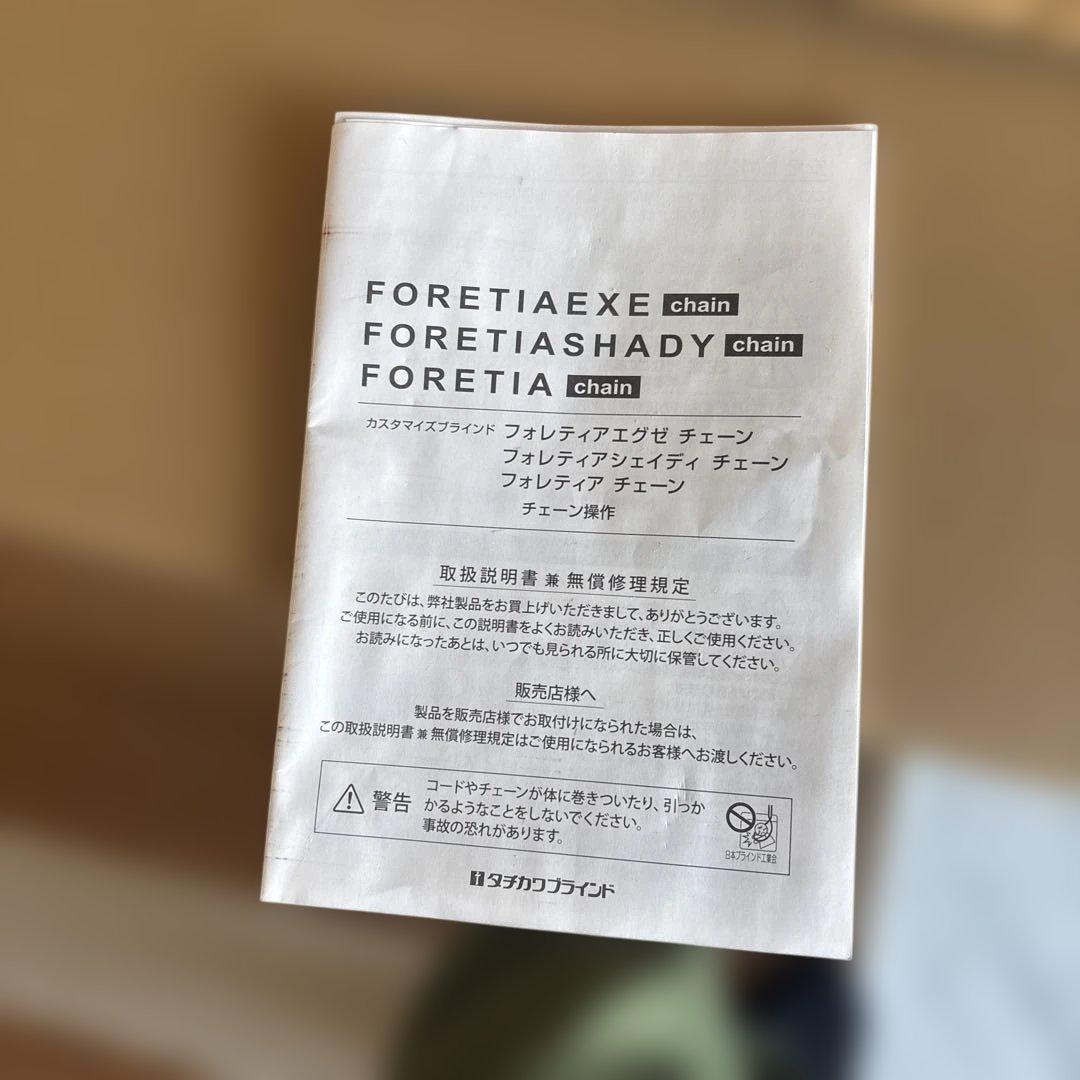 FORETIAEXE chain
FORETIASHADY chain
FORETIA chain
カスタマイズブラインド フォレティアエグゼ チェーン
フォレティアシェイディ チェーン
フォレティア チェーン
チェーン操作
取扱説明書 兼 無償修理規定
このたびは、弊社製品をお買上げいただきまして、ありがとうございます。
ご使用になる前に、この説明書をよくお読みいただき、正しくご使用ください。
お読みになったあとは、いつでも見られる所に大切に保管してください。
販売店様へ
製品を販売店様でお取付けになられた場合は、
この取扱説明書 兼 無償修理規定はご使用になられるお客様へお渡しください。
警告
コードやチェーンが体に巻きついたり、引っか
かるようなことをしないでください。
事故の恐れがあります。
日本ブラインド工業会
タチカワブラインド